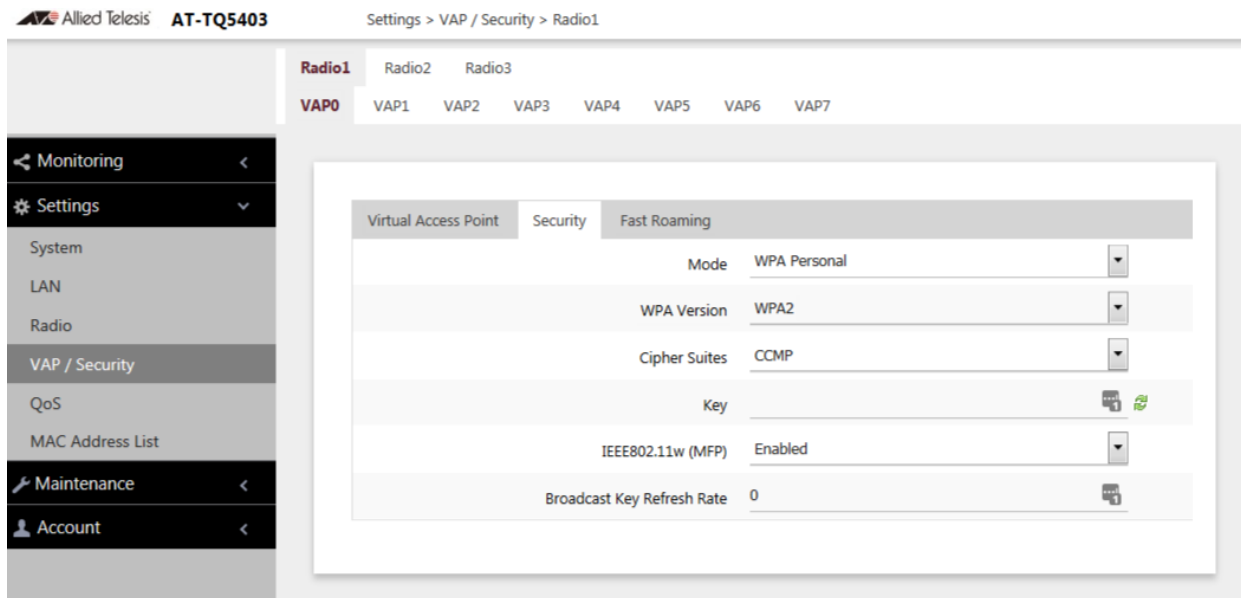 Allied Telesis AT-TQ5403 Settings > VAP / Security > Radio1
Radio1 Radio2 Radio3
VAP0 VAP1 VAP2 VAP3 VAP4 VAP5 VAP6 VAP7
Monitoring
Settings
System
LAN
Radio
VAP / Security
QoS
MAC Address List
Maintenance
Account
Virtual Access Point Security Fast Roaming
Mode WPA Personal
WPA Version WPA2
Cipher Suites CCMP
Key
IEEE802.11w (MFP) Enabled
Broadcast Key Refresh Rate 0